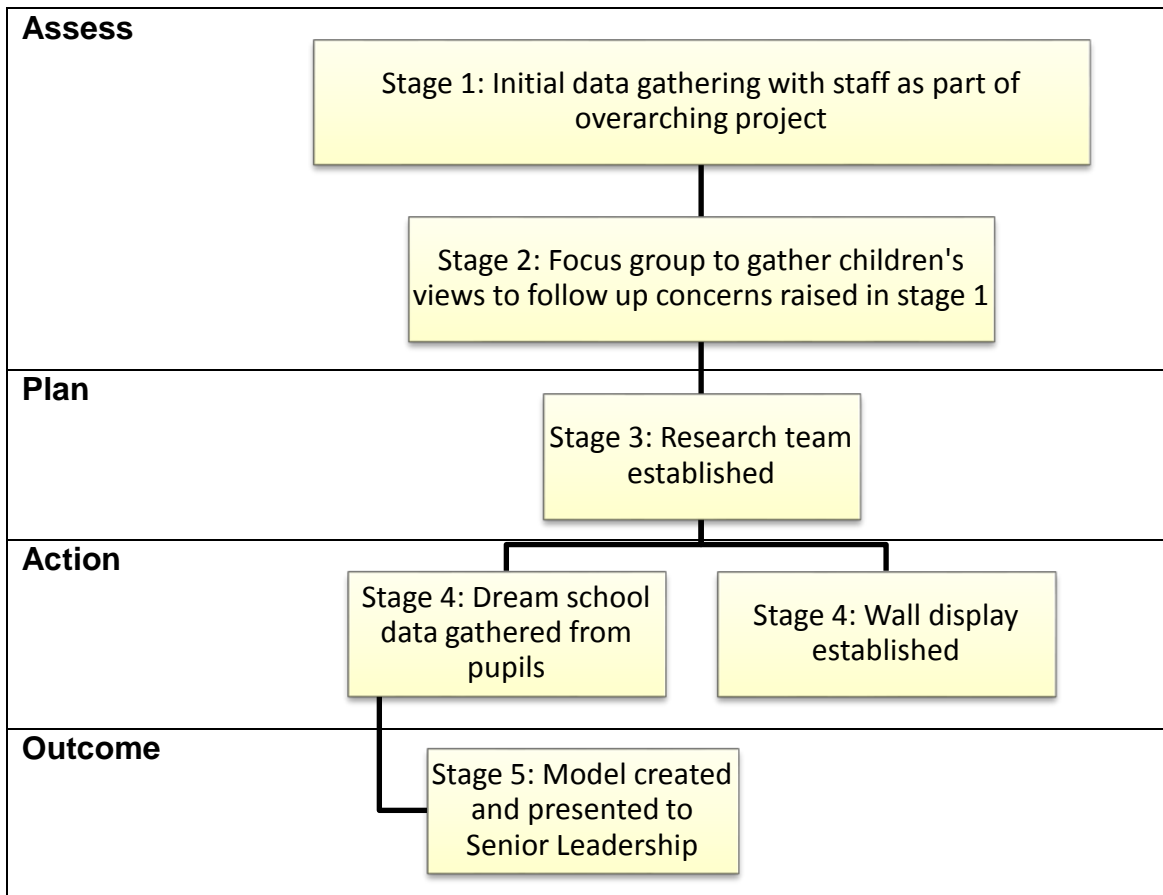 Assess
Stage 1: Initial data gathering with staff as part of
overarching project
Stage 2: Focus group to gather children's
views to follow up concerns raised in stage 1
Plan
Stage 3: Research team
established
Action
Stage 4: Dream school
data gathered from
pupils
Stage 4: Wall display
established
Outcome
Stage 5: Model created
and presented to
Senior Leadership